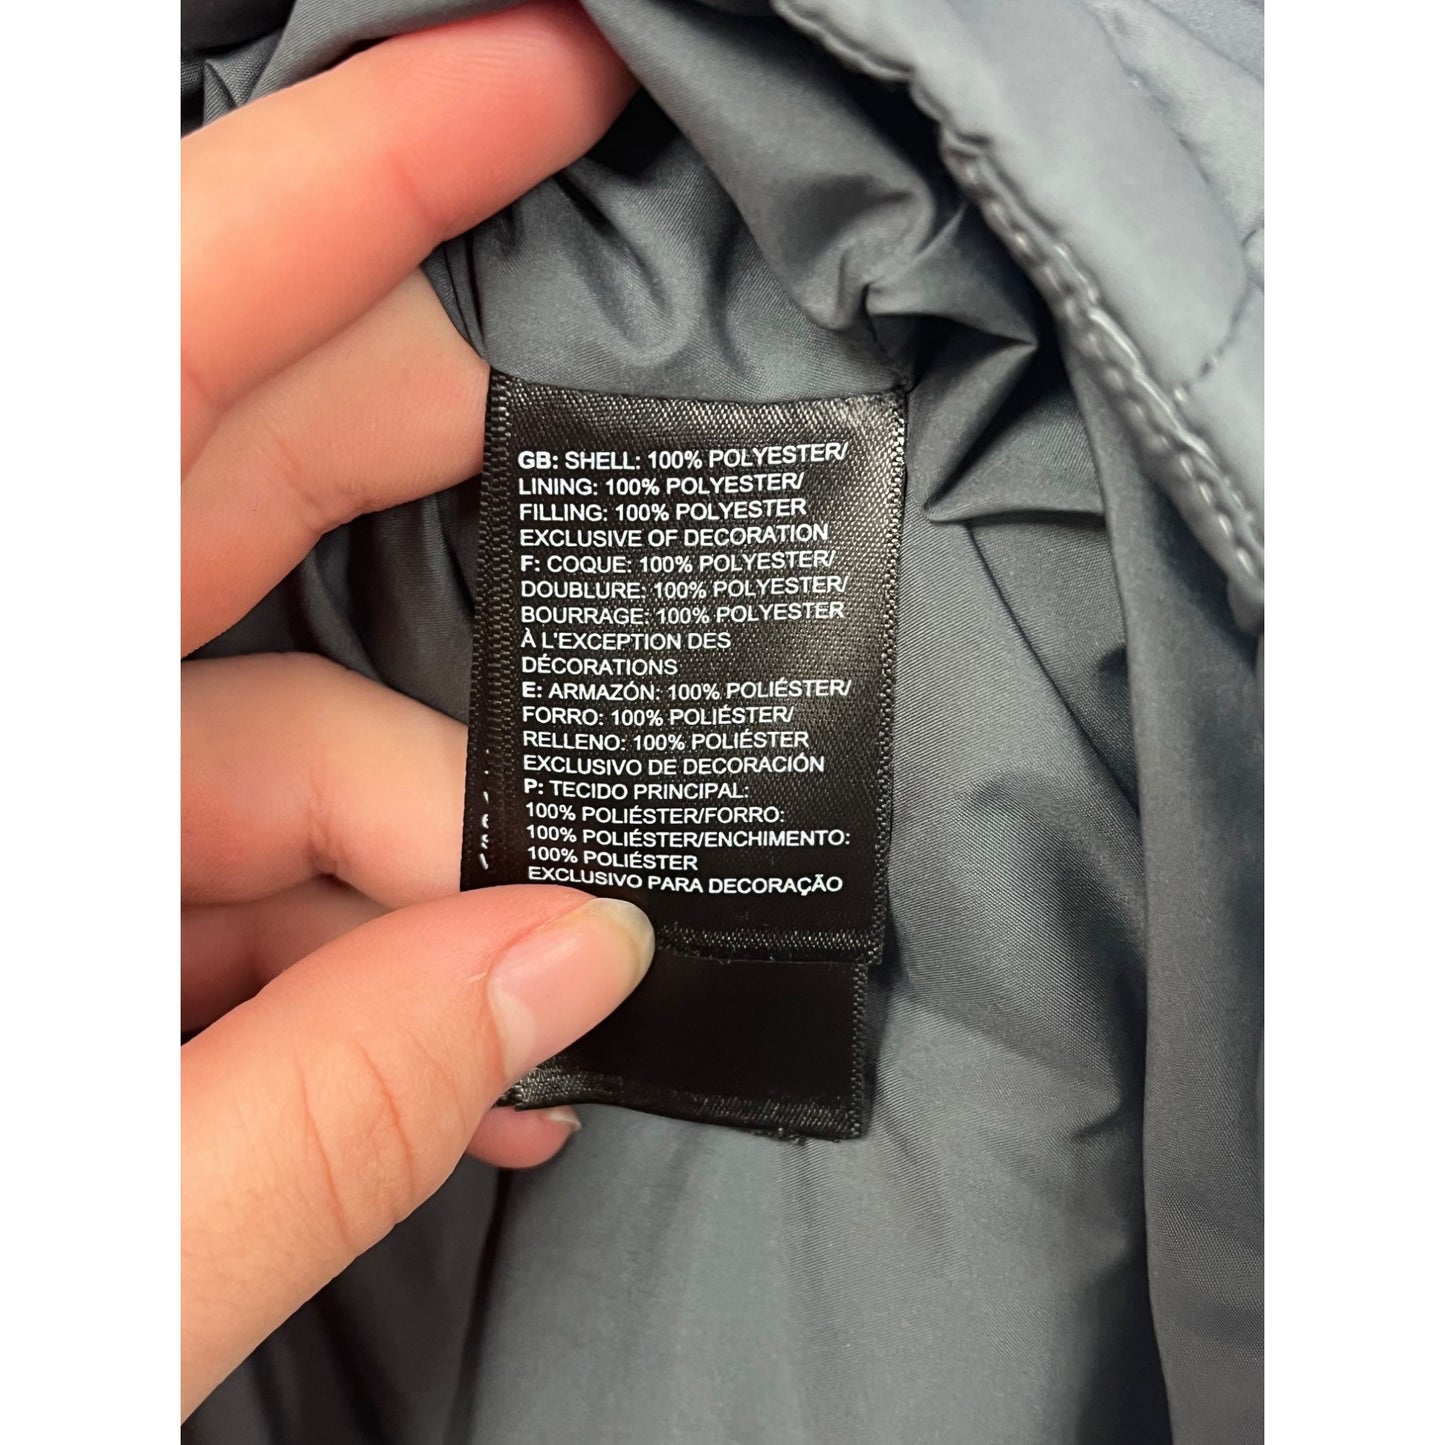 GB: SHELL: 100% POLYESTER/
LINING: 100% POLYESTER/
FILLING: 100% POLYESTER
EXCLUSIVE OF DECORATION
F: COQUE: 100% POLYESTER/
DOUBLURE: 100% POLYESTER/
BOURRAGE: 100% POLYESTER
À L'EXCEPTION DES
DÉCORATIONS
E: ARMAZÓN: 100% POLIÉSTER/
FORRO: 100% POLIÉSTER/
RELLENO: 100% POLIÉSTER
EXCLUSIVO DE DECORACIÓN
P: TECIDO PRINCIPAL:
100% POLIÉSTER/FORRO:
100% POLIÉSTER/ENCHIMENTO:
100% POLIÉSTER
EXCLUSIVO PARA DECORAÇÃO